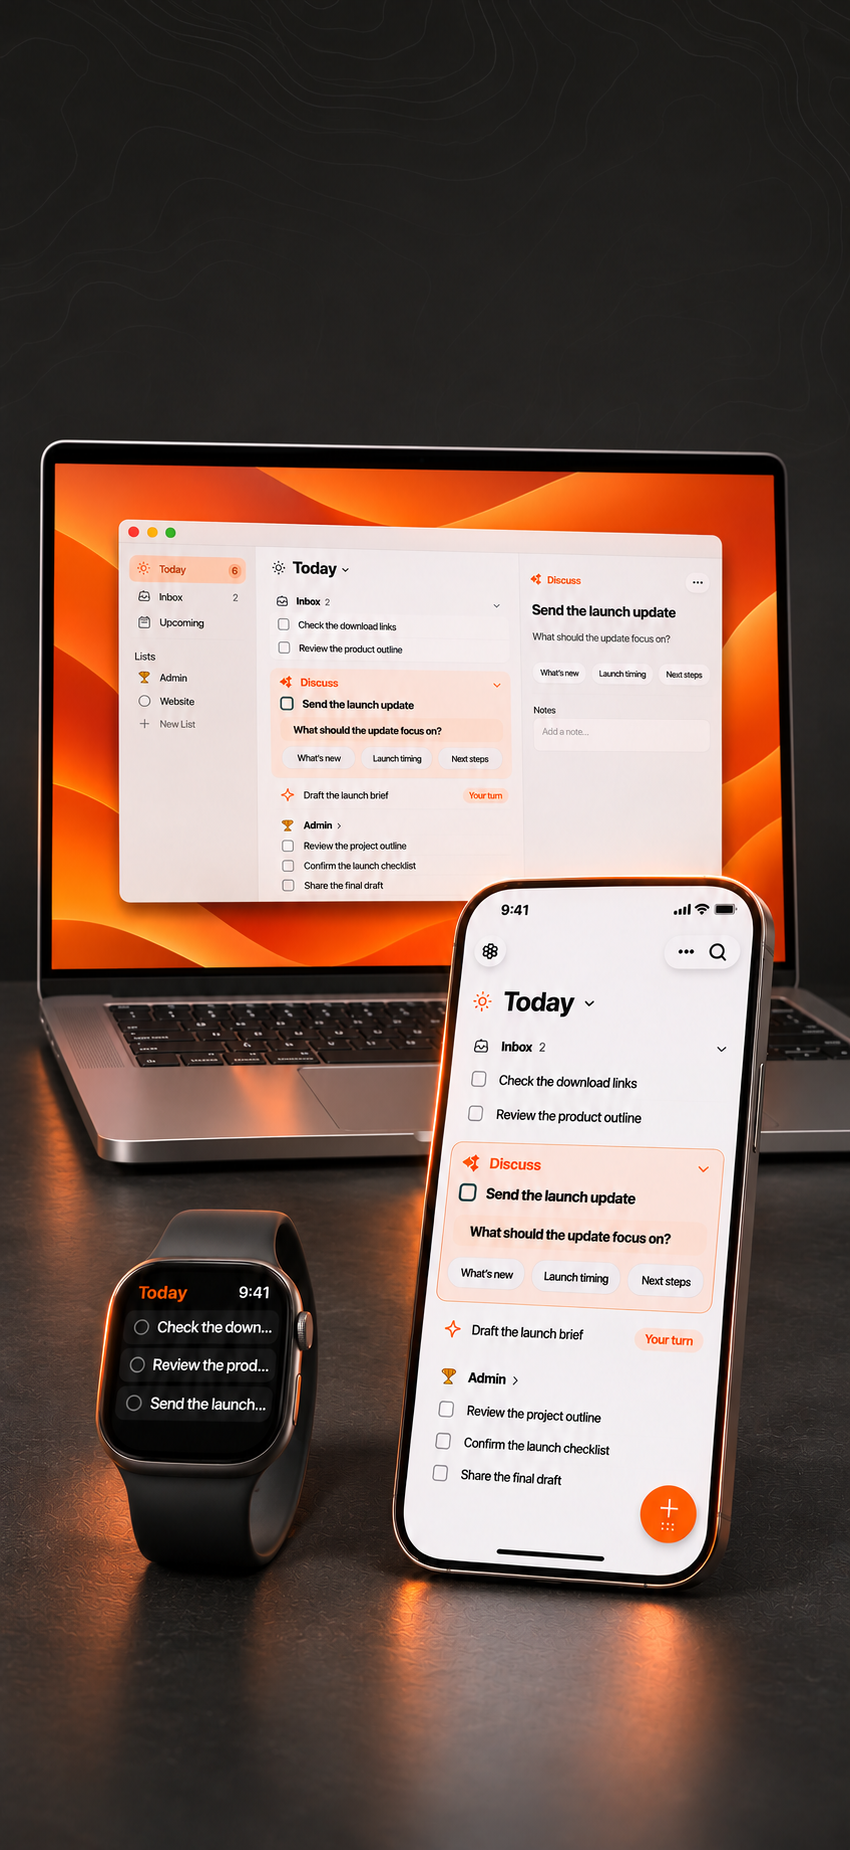 Today 6
Inbox 2
Upcoming
Lists
Admin
Website
New List
Today
Inbox 2
Check the download links
Review the product outline
Discuss
Send the launch update
What should the update focus on?
What's new Launch timing Next steps
Draft the launch brief Your turn
Admin
Review the project outline
Confirm the launch checklist
Share the final draft
Discuss
Send the launch update
What should the update focus on?
What's new Launch timing Next steps
Notes
Add a note...
9:41
Today
Inbox 2
Check the download links
Review the product outline
Discuss
Send the launch update
What should the update focus on?
What's new Launch timing Next steps
Draft the launch brief Your turn
Admin
Review the project outline
Confirm the launch checklist
Share the final draft
Today 9:41
Check the down...
Review the prod...
Send the launch...